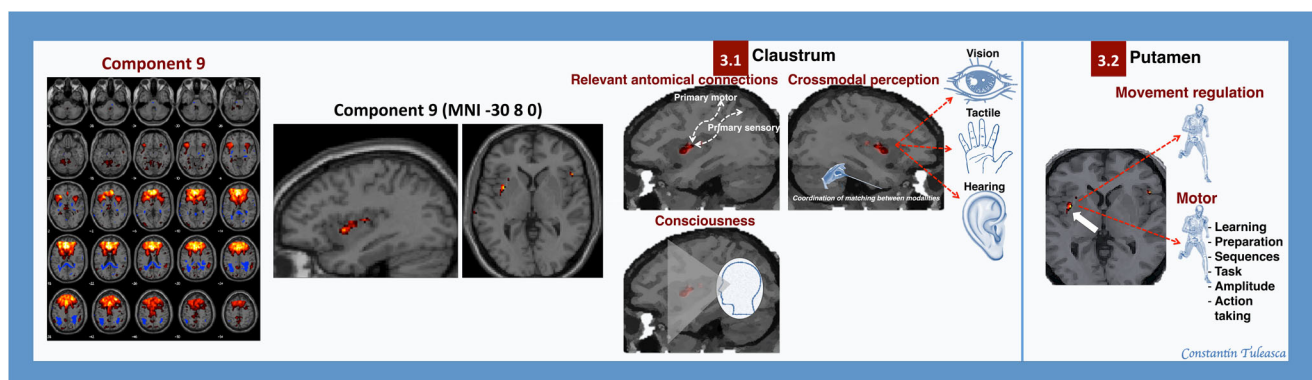 Component 9
Component 9 (MNI -30 8 0)
3.1 Claustrum
Relevant antomical connections
Primary motor
Primary sensory
Crossmodal perception
Coordination of matching between modalities
Vision
Tactile
Hearing
Consciousness
3.2 Putamen
Movement regulation
Motor
- Learning
- Preparation
- Sequences
- Task
- Amplitude
- Action
taking
Constantin Tuleasca